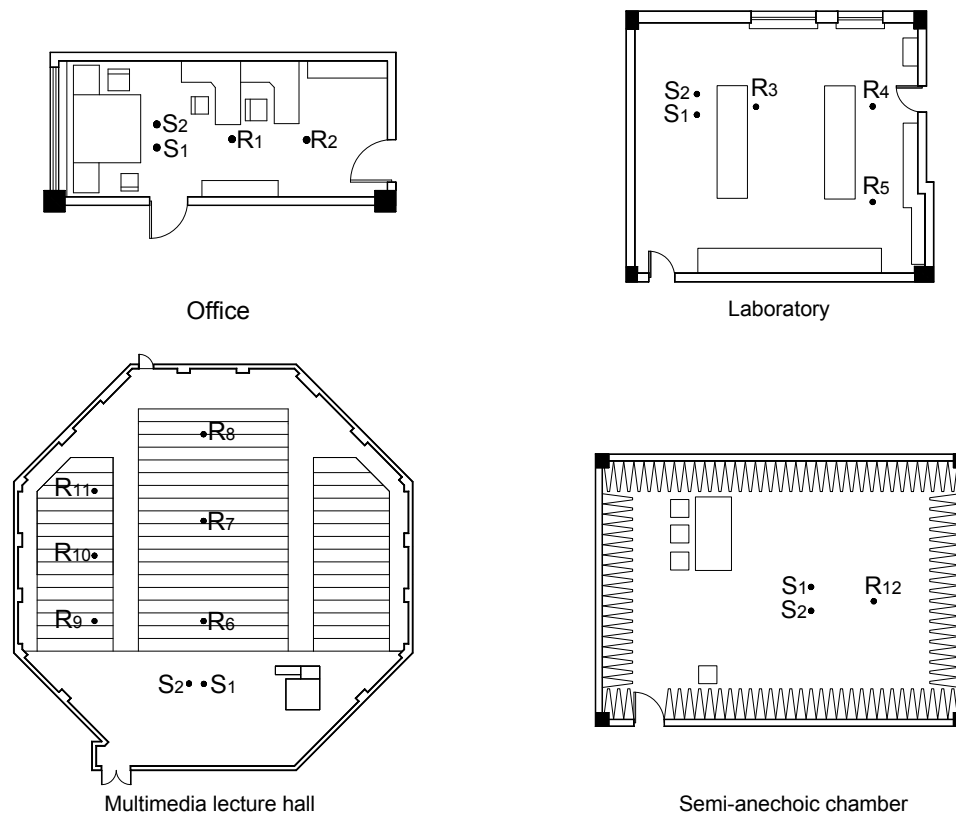 S2
S1
R1
R2
Office
S2
S1
R3
R4
R5
Laboratory
R8
R11
R7
R10
R9
R6
S2 S1
Multimedia lecture hall
S1
S2
R12
Semi-anechoic chamber